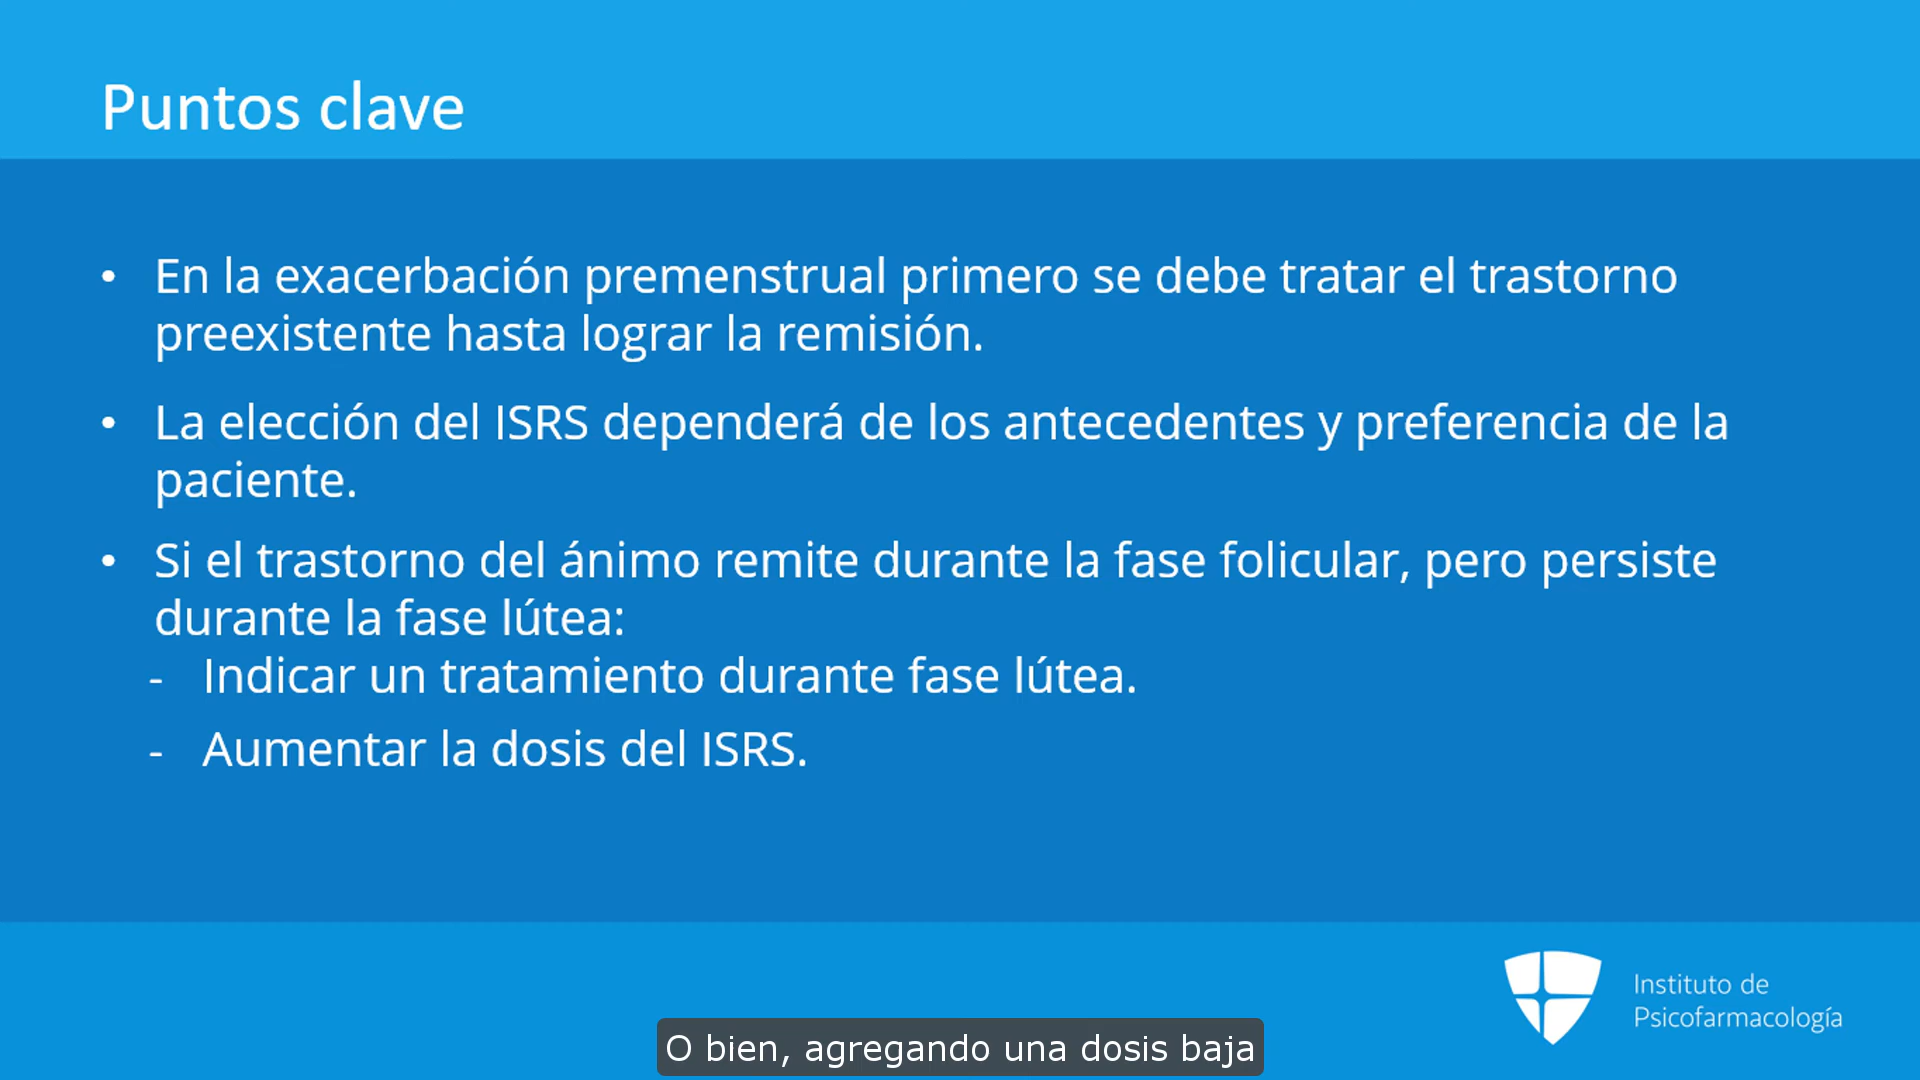 Puntos clave
• En la exacerbación premenstrual primero se debe tratar el trastorno
preexistente hasta lograr la remisión.
• La elección del ISRS dependerá de los antecedentes y preferencia de la
paciente.
• Si el trastorno del ánimo remite durante la fase folicular, pero persiste
durante la fase lútea:
- Indicar un tratamiento durante fase lútea.
- Aumentar la dosis del ISRS.
Instituto de
Psicofarmacología
O bien, agregando una dosis baja